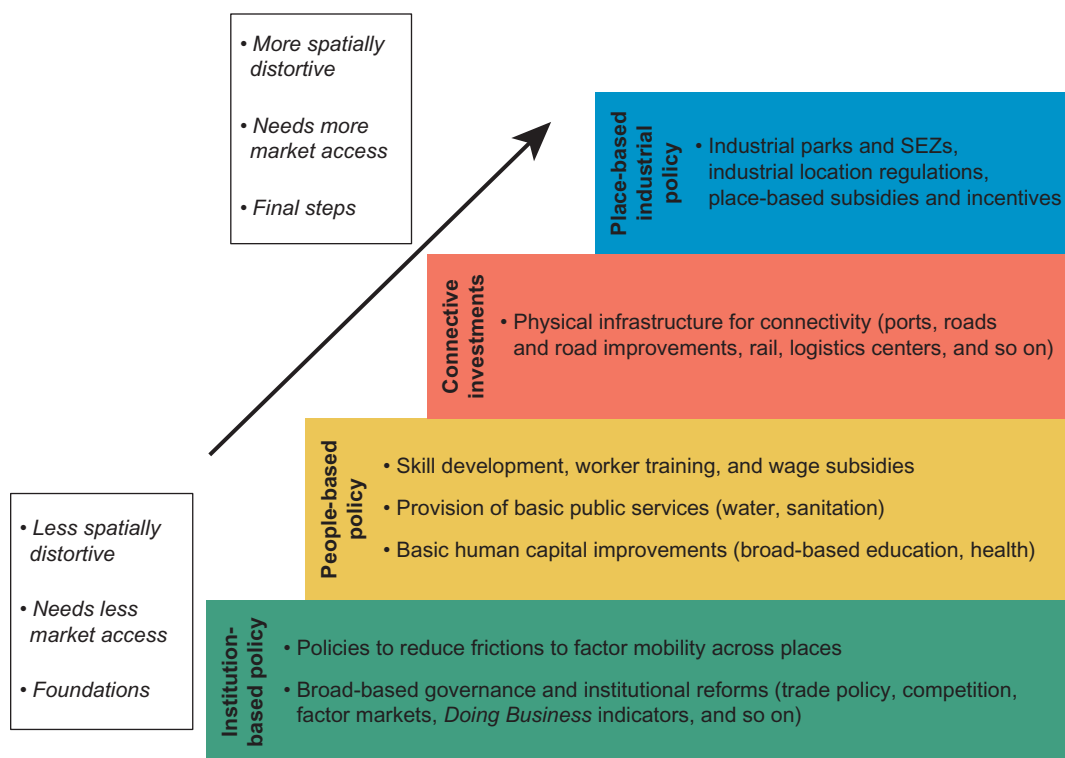 • More spatially
distortive
• Needs more
market access
• Final steps
Place-based
industrial
policy
• Industrial parks and SEZs,
industrial location regulations,
place-based subsidies and incentives
Connective
investments
• Physical infrastructure for connectivity (ports, roads
and road improvements, rail, logistics centers, and so on)
People-based
policy
• Skill development, worker training, and wage subsidies
• Provision of basic public services (water, sanitation)
• Basic human capital improvements (broad-based education, health)
• Less spatially
distortive
• Needs less
market access
• Foundations
Institution-
based policy
• Policies to reduce frictions to factor mobility across places
• Broad-based governance and institutional reforms (trade policy, competition,
factor markets, Doing Business indicators, and so on)